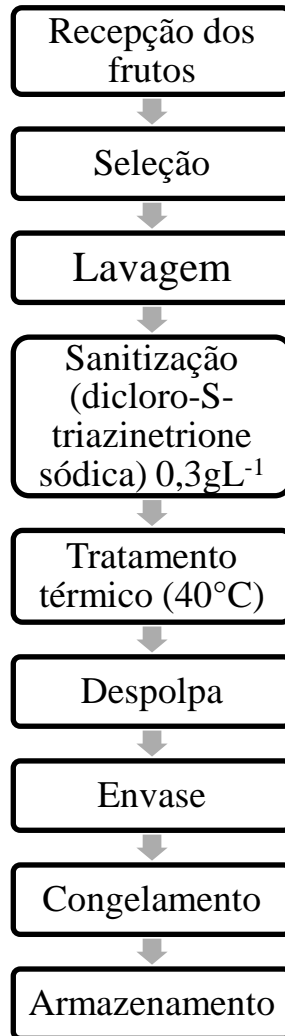 Recepção dos
frutos
Seleção
Lavagem
Sanitização
(dicloro-S-
triazinetrione
sódica) 0,3gL⁻¹
Tratamento
térmico (40°C)
Despolpa
Envase
Congelamento
Armazenamento